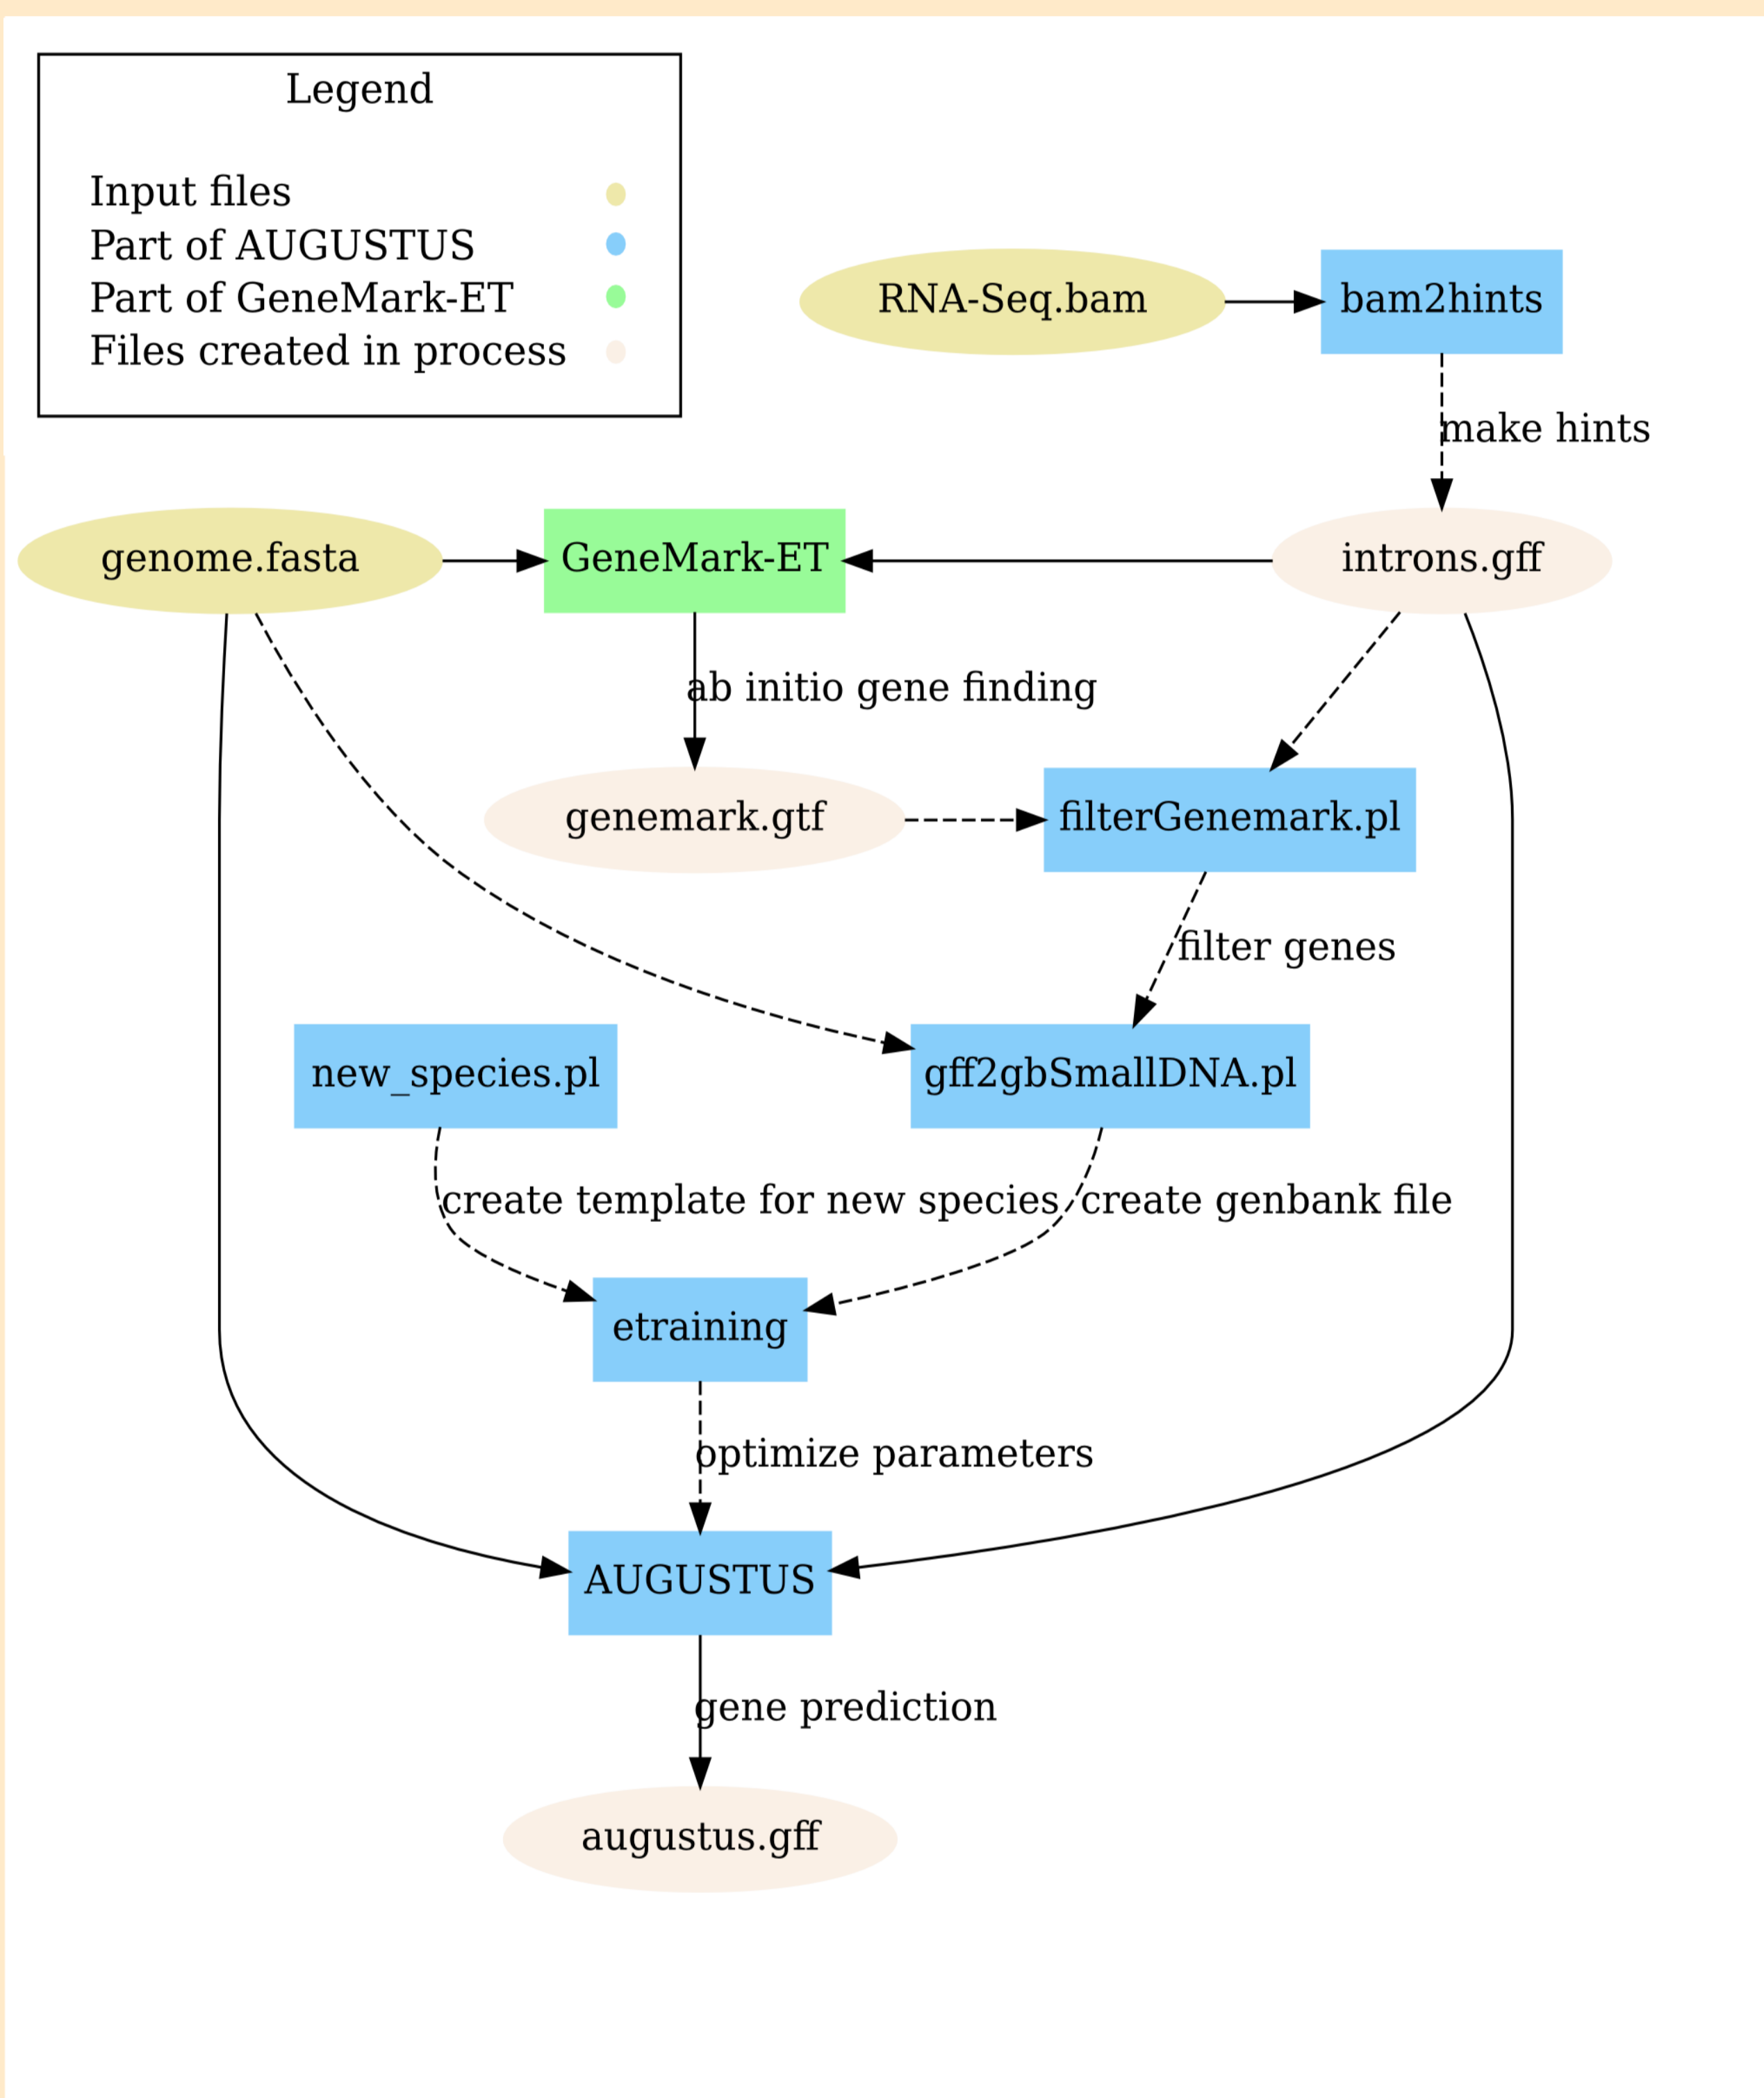 Legend
Input files
Part of AUGUSTUS
Part of GeneMark-ET
Files created in process
RNA-Seq.bam
bam2hints
make hints
genome.fasta
GeneMark-ET
introns.gff
ab initio gene finding
genemark.gtf
filterGenemark.pl
filter genes
new_species.pl
gff2gbSmallDNA.pl
create template for new species
create genbank file
etraining
optimize parameters
AUGUSTUS
gene prediction
augustus.gff